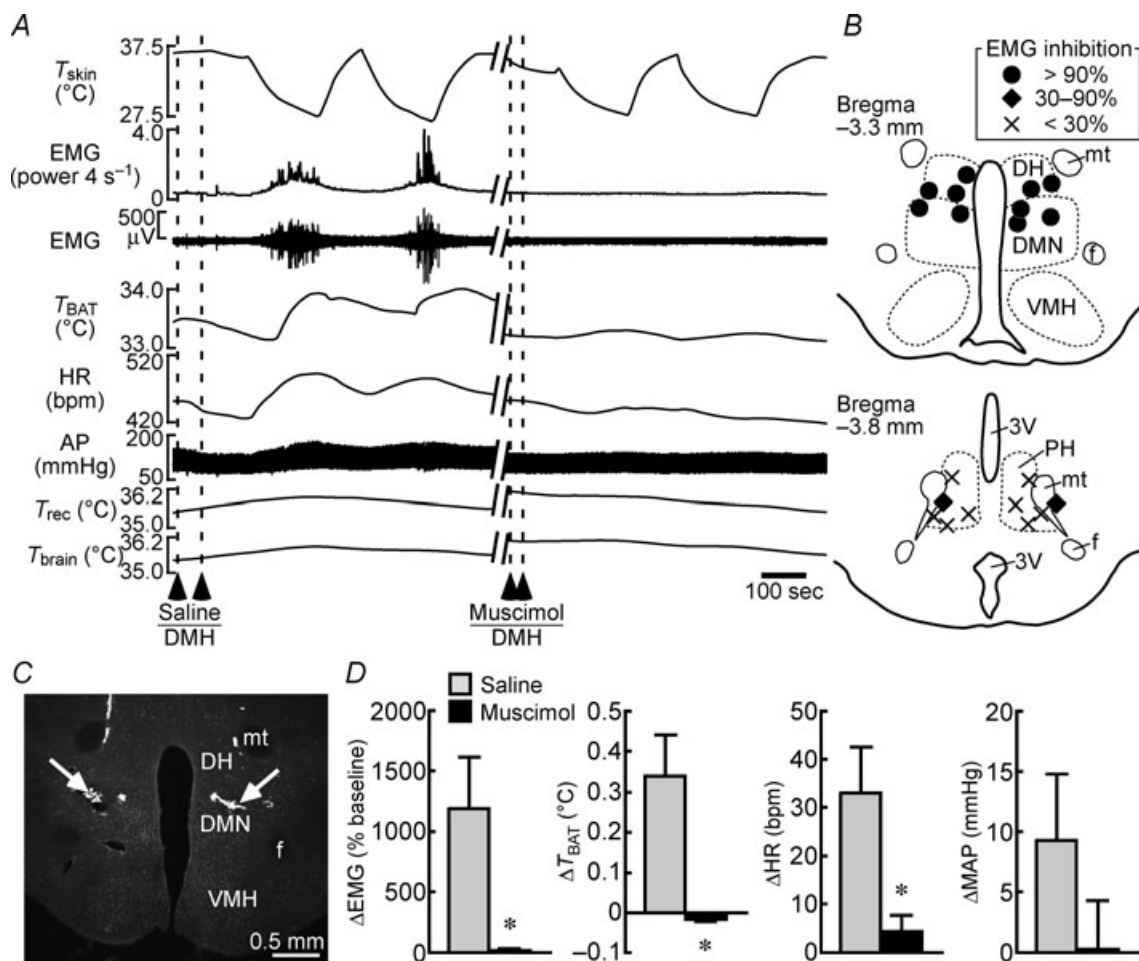 A
37.5
Tskin
(°C)
27.5
4.0
EMG
(power 4 s⁻¹)
0
500
μV
EMG
34.0
TBAT
(°C)
33.0
520
HR
(bpm)
420
200
AP
(mmHg)
50
36.2
Trec (°C)
35.0
36.2
Tbrain (°C)
35.0
100 sec
Saline
DMH
Muscimol
DMH
B
EMG inhibition
> 90%
30–90%
< 30%
Bregma
–3.3 mm
mt
DH
DMN
f
VMH
Bregma
–3.8 mm
3V
PH
mt
f
3V
C
mt
DH
DMN
f
VMH
0.5 mm
D
Saline
Muscimol
ΔEMG (% baseline)
2000
1500
1000
500
0
*
ΔTBAT (°C)
0.5
0.4
0.3
0.2
0.1
0
–0.1
*
ΔHR (bpm)
50
40
30
20
10
0
*
ΔMAP (mmHg)
20
15
10
5
0